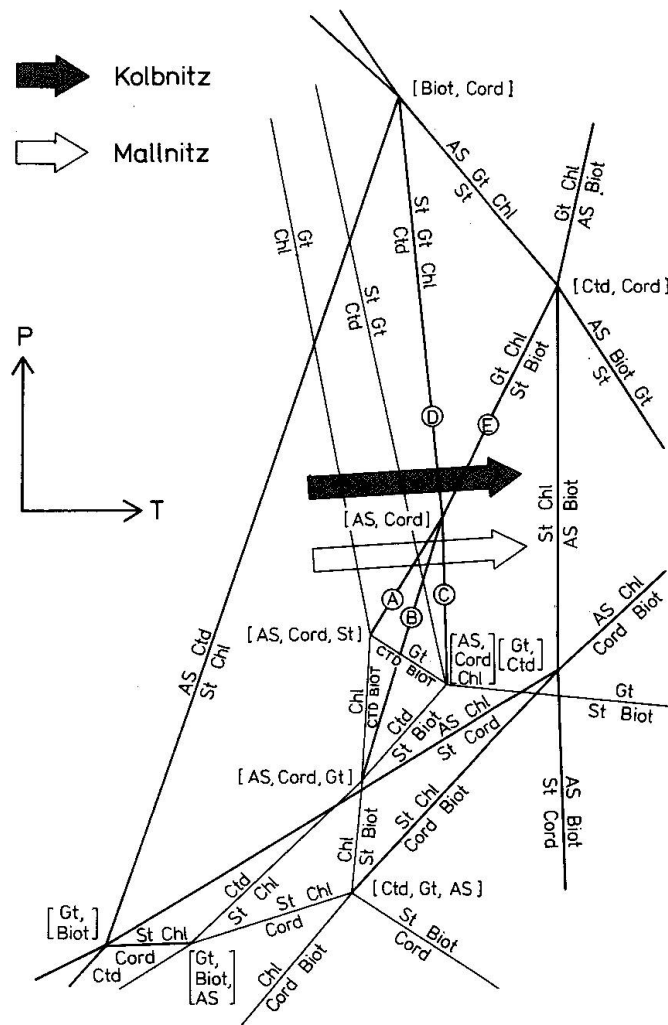 Kolbnitz
Mallnitz
P
T
[Biot, Cord]
AS Gt Chl
St
Gt Chl
AS Biot
Gt
Chl
St Gt
Ctd
St Gt Chl
Ctd
[Ctd, Cord]
Gt Chl
St Biot
AS Biot Gt
St
D
E
[AS, Cord]
St Chl
AS Biot
A
B
C
AS Ctd
St Chl
[AS, Cord, St]
Gt
CTD BIOT
[AS,
Cord
Chl]
[Gt,
Ctd]
AS Chl
Cord Biot
Chl
CTD BIOT
Ctd
St Biot
AS Chl
St Cord
Gt
St Biot
[AS, Cord, Gt]
Chl
St Biot
St Chl
Cord Biot
AS Biot
St Cord
Ctd
St Chl
[Ctd, Gt, AS]
[Gt,
Biot]
St Chl
Cord
St Chl
Cord
Ctd
[Gt,
Biot,
AS]
Chl
Cord Biot
St Biot
Cord